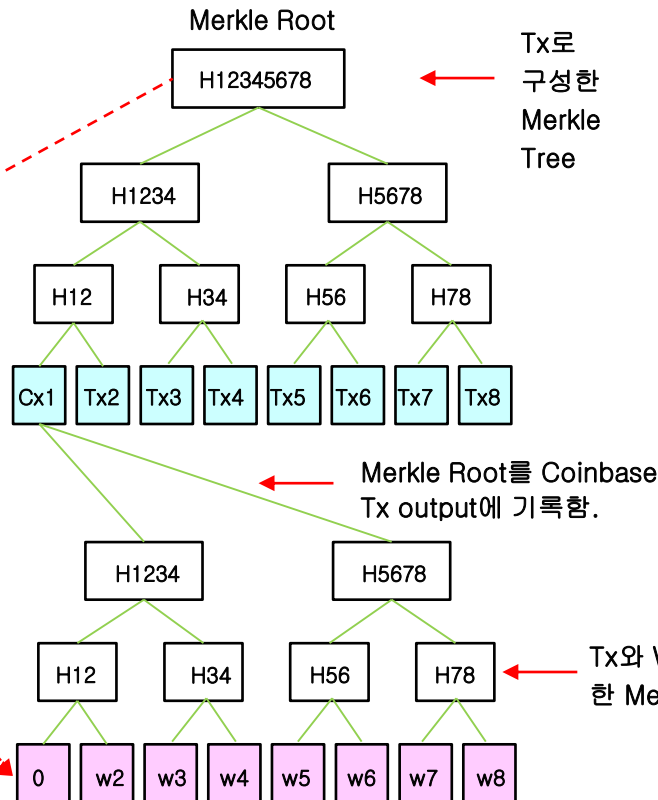 Merkle Root
H12345678
Tx로
구성한
Merkle
Tree
H1234
H5678
H12
H34
H56
H78
Cx1
Tx2
Tx3
Tx4
Tx5
Tx6
Tx7
Tx8
Merkle Root를 Coinbase
Tx output에 기록함.
H1234
H5678
H12
H34
H56
H78
Tx와
한 Me
0
w2
w3
w4
w5
w6
w7
w8